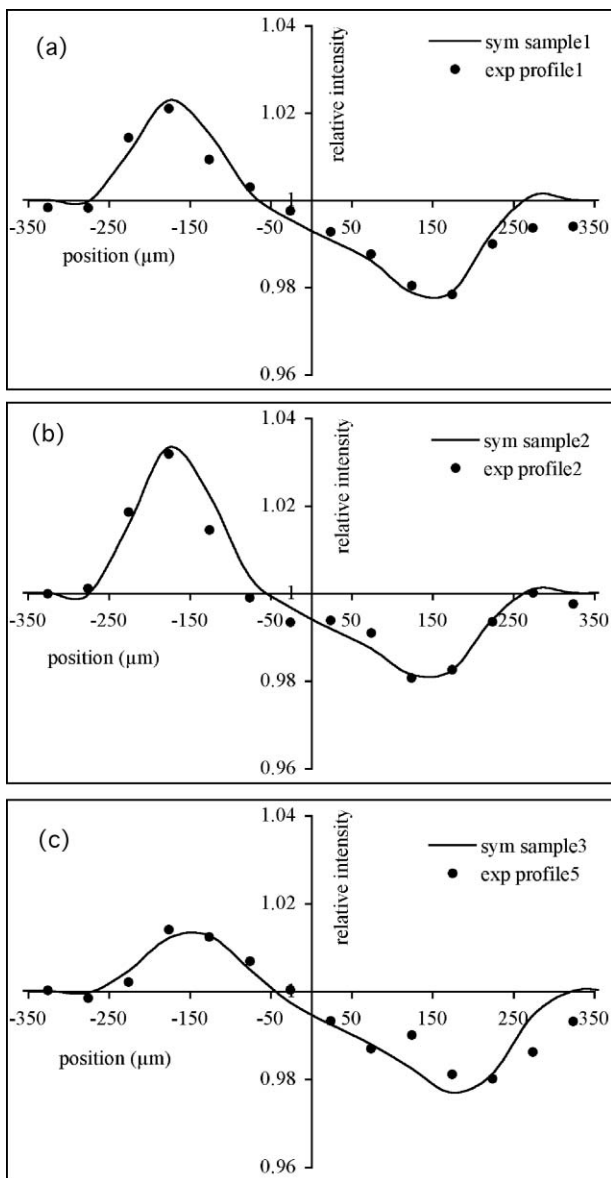 (a)
1.04
sym sample1
exp profile1
1.02
relative intensity
1
-350 -250 -150 -50 50 150 250 350
position (µm)
0.98
0.96
(b)
1.04
sym sample2
exp profile2
1.02
relative intensity
1
-350 -250 -150 -50 50 150 250 350
position (µm)
0.98
0.96
(c)
1.04
sym sample3
exp profile5
1.02
relative intensity
1
-350 -250 -150 -50 50 150 250 350
position (µm)
0.98
0.96